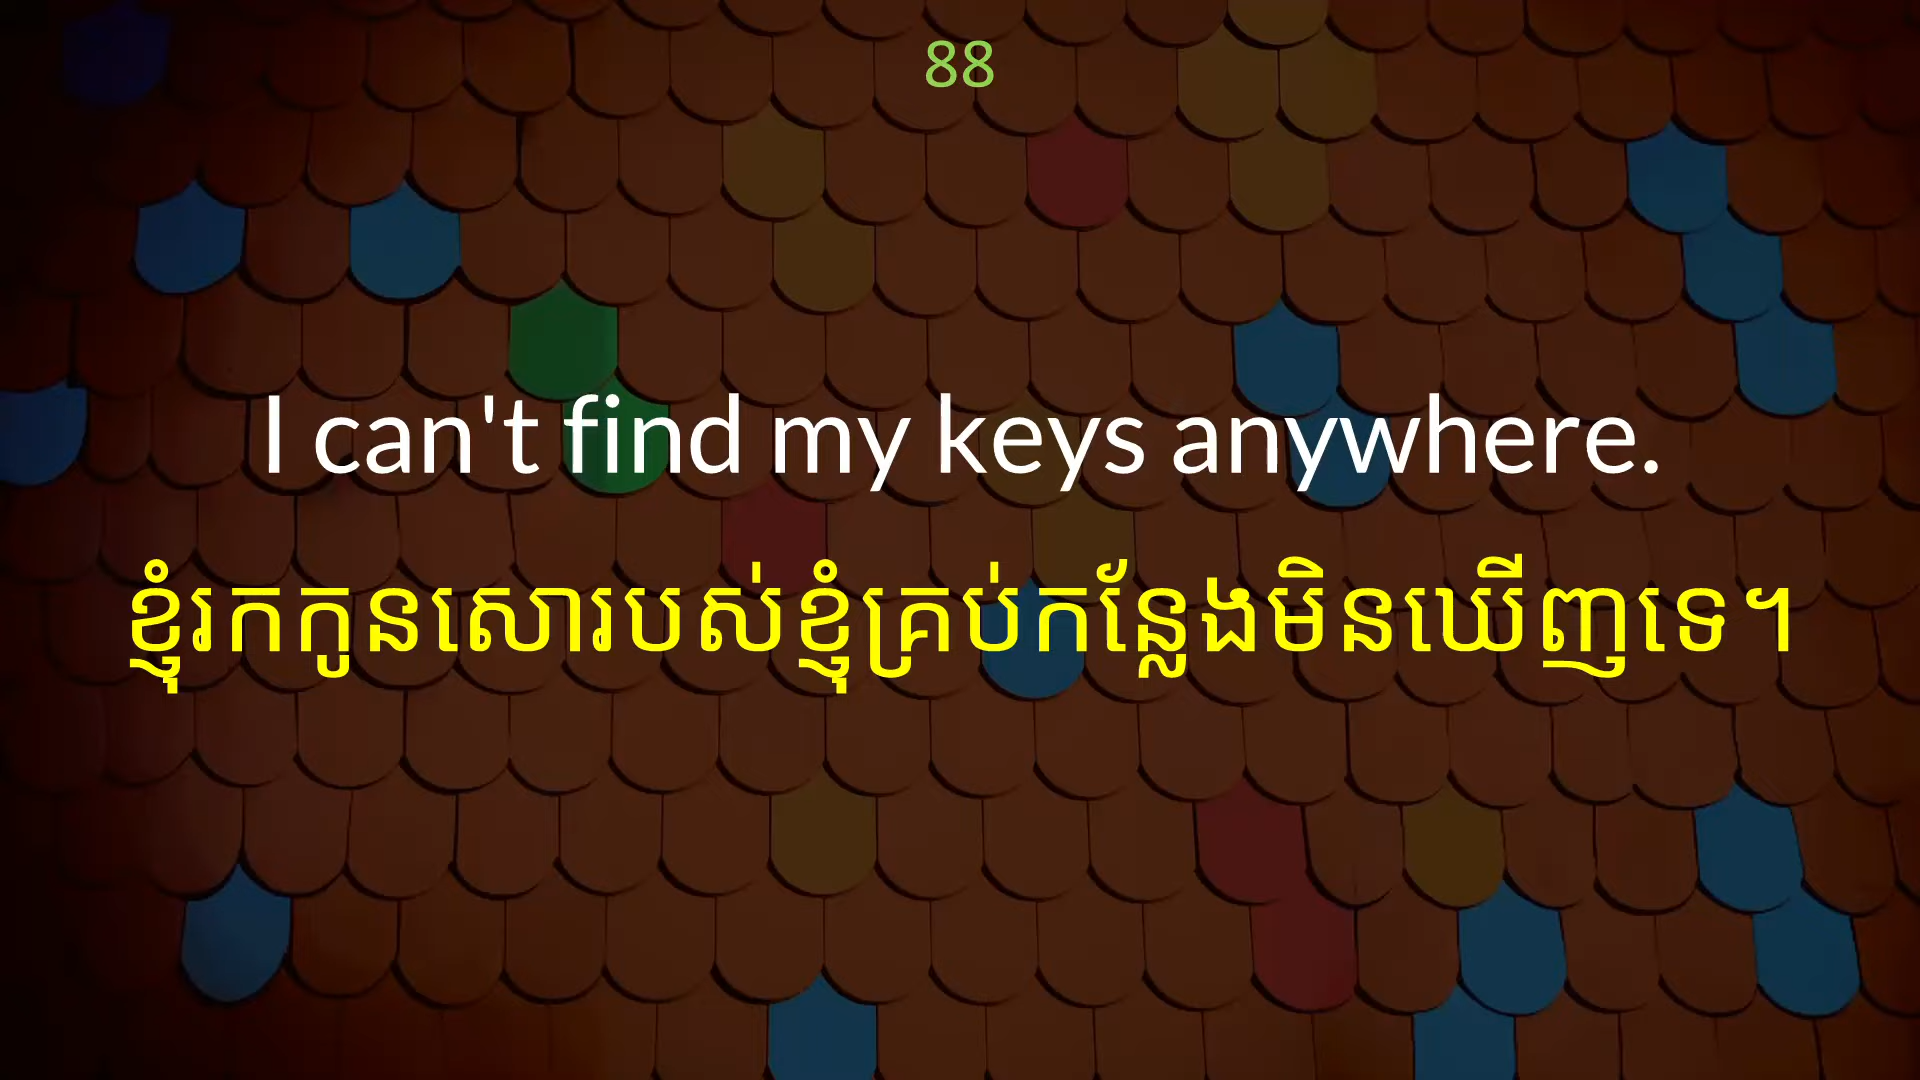 88
I can't find my keys anywhere.
ខ្ញុំរកកូនសោរបស់ខ្ញុំគ្រប់កន្លែងមិនឃើញទេ។